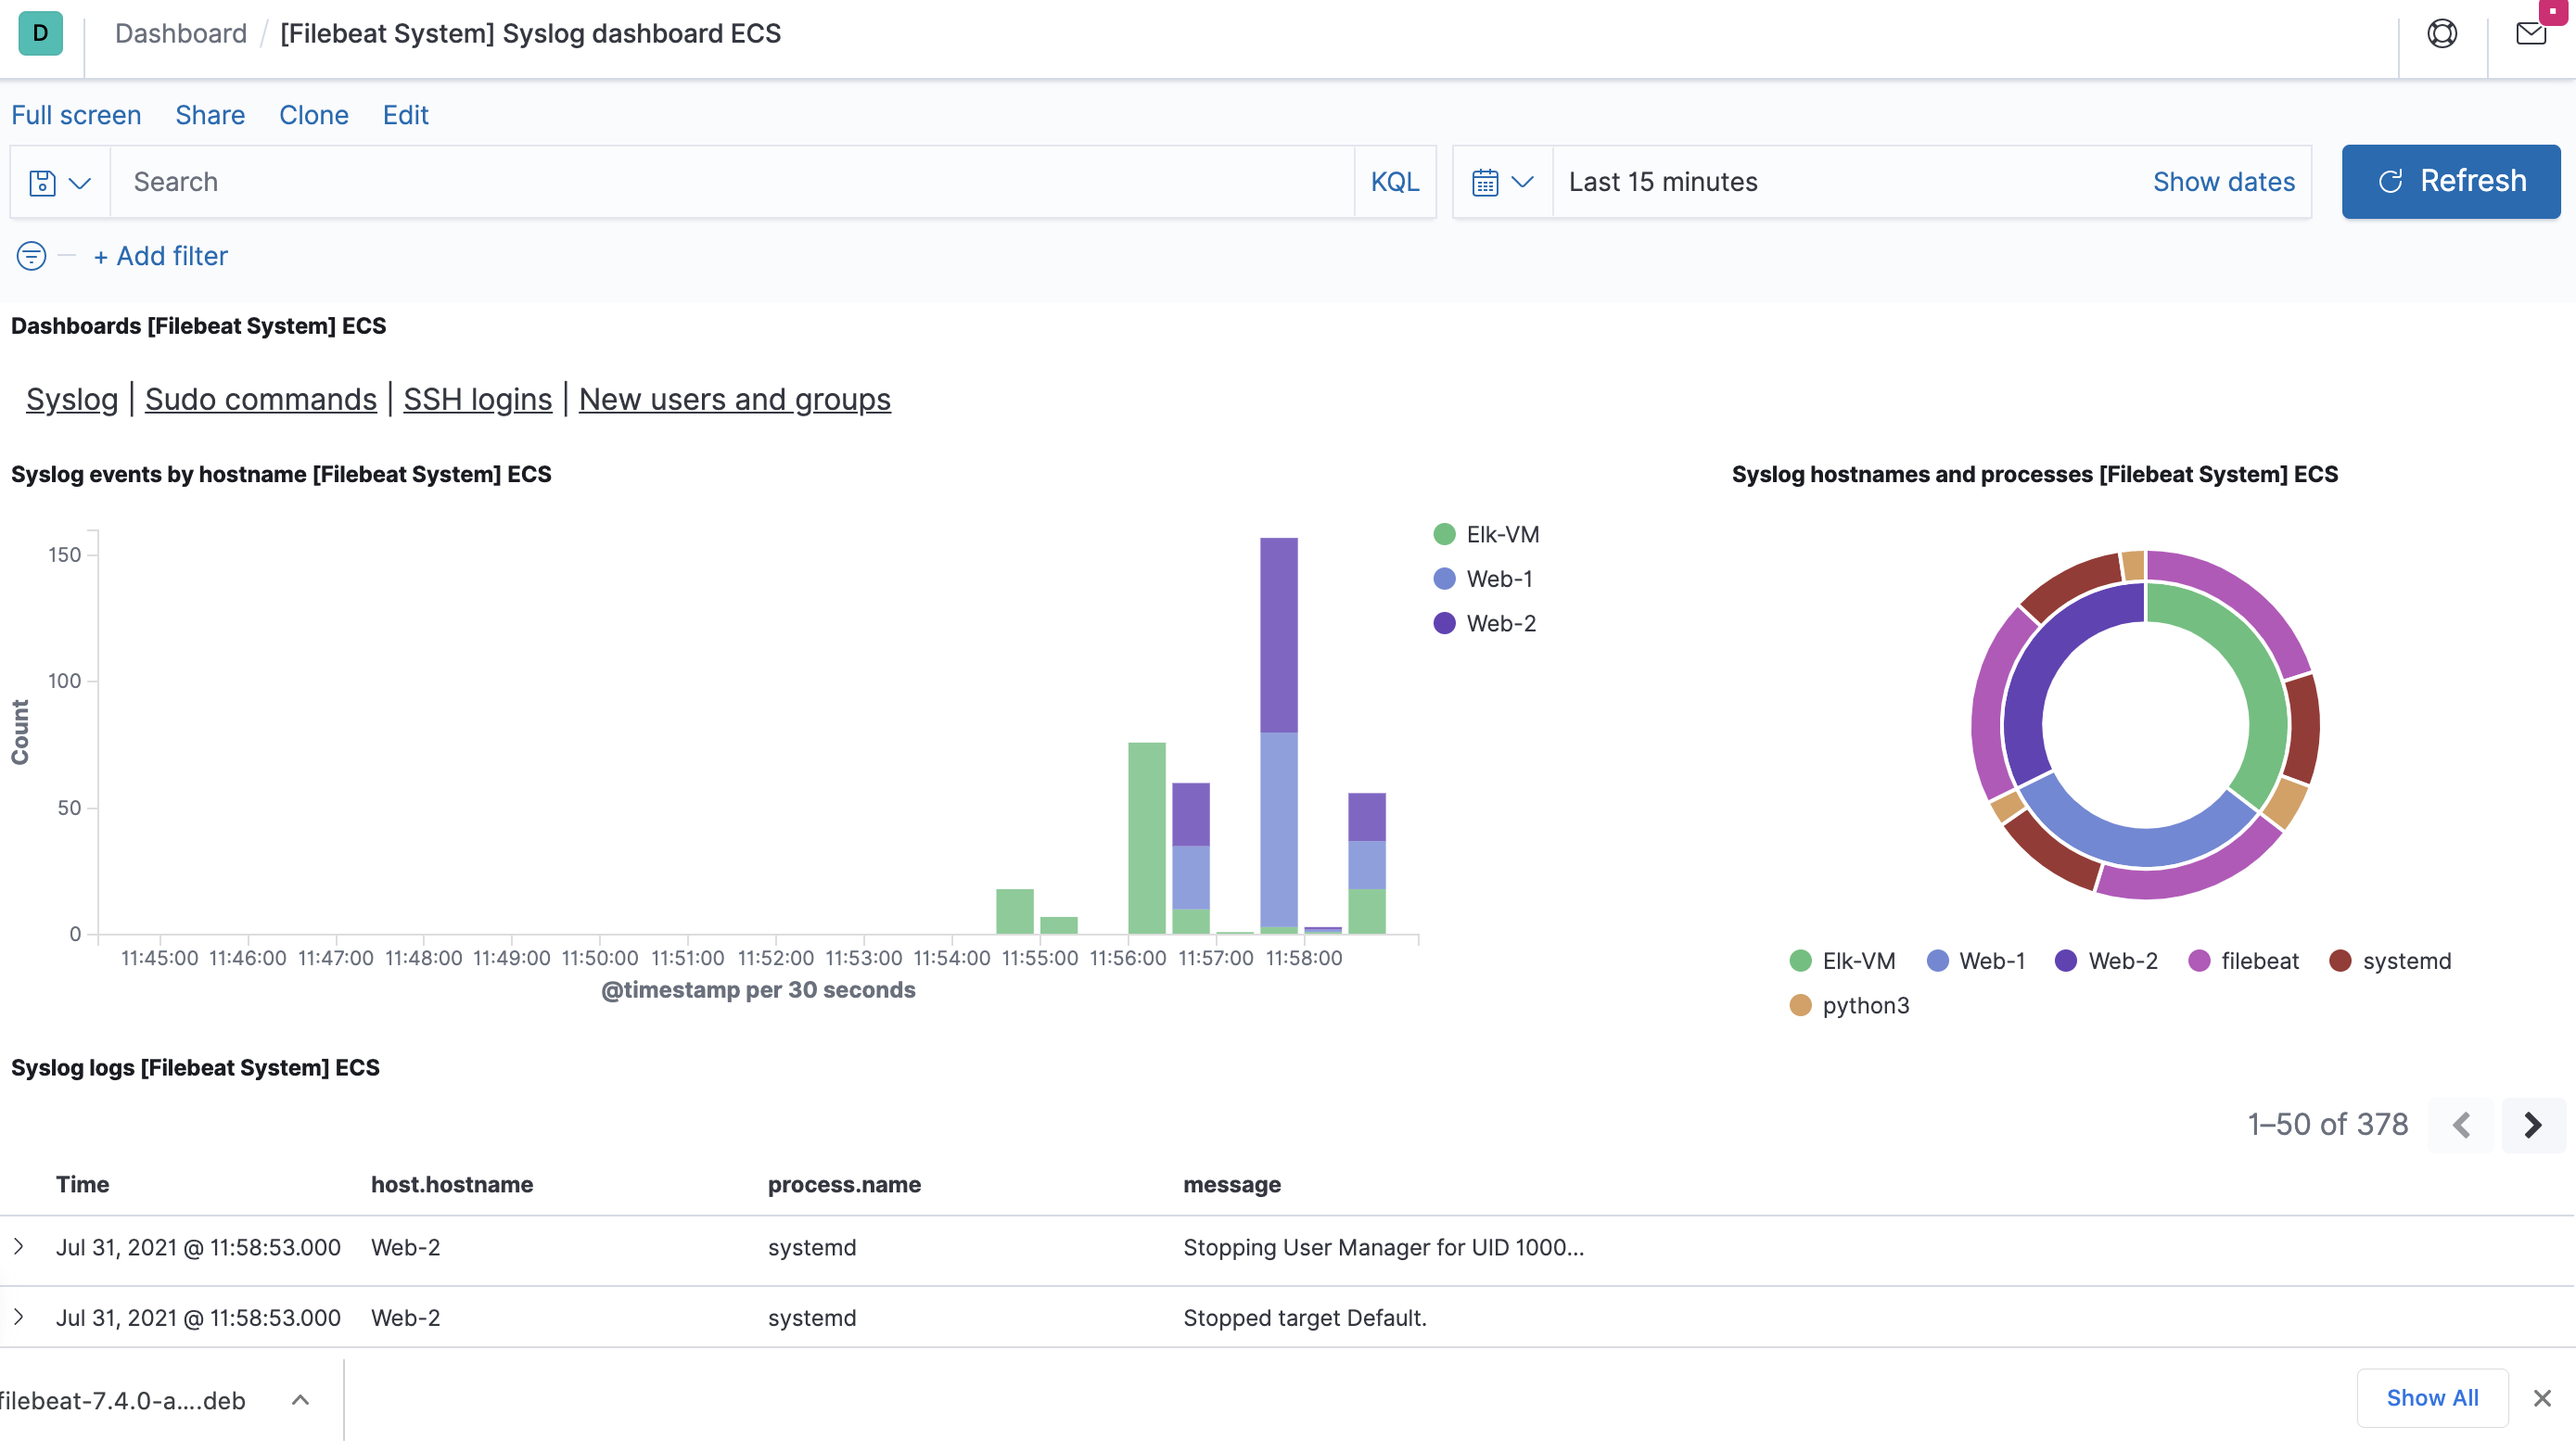 D
Dashboard / [Filebeat System] Syslog dashboard ECS
Full screen Share Clone Edit
Search KQL Last 15 minutes Show dates Refresh
+ Add filter
Dashboards [Filebeat System] ECS
Syslog | Sudo commands | SSH logins | New users and groups
Syslog events by hostname [Filebeat System] ECS
150
100
50
0
Count
11:45:00 11:46:00 11:47:00 11:48:00 11:49:00 11:50:00 11:51:00 11:52:00 11:53:00 11:54:00 11:55:00 11:56:00 11:57:00 11:58:00
@timestamp per 30 seconds
Elk-VM
Web-1
Web-2
Syslog hostnames and processes [Filebeat System] ECS
Elk-VM Web-1 Web-2 filebeat systemd
python3
Syslog logs [Filebeat System] ECS
1–50 of 378
Time host.hostname process.name message
Jul 31, 2021 @ 11:58:53.000 Web-2 systemd Stopping User Manager for UID 1000...
Jul 31, 2021 @ 11:58:53.000 Web-2 systemd Stopped target Default.
filebeat-7.4.0-a....deb Show All